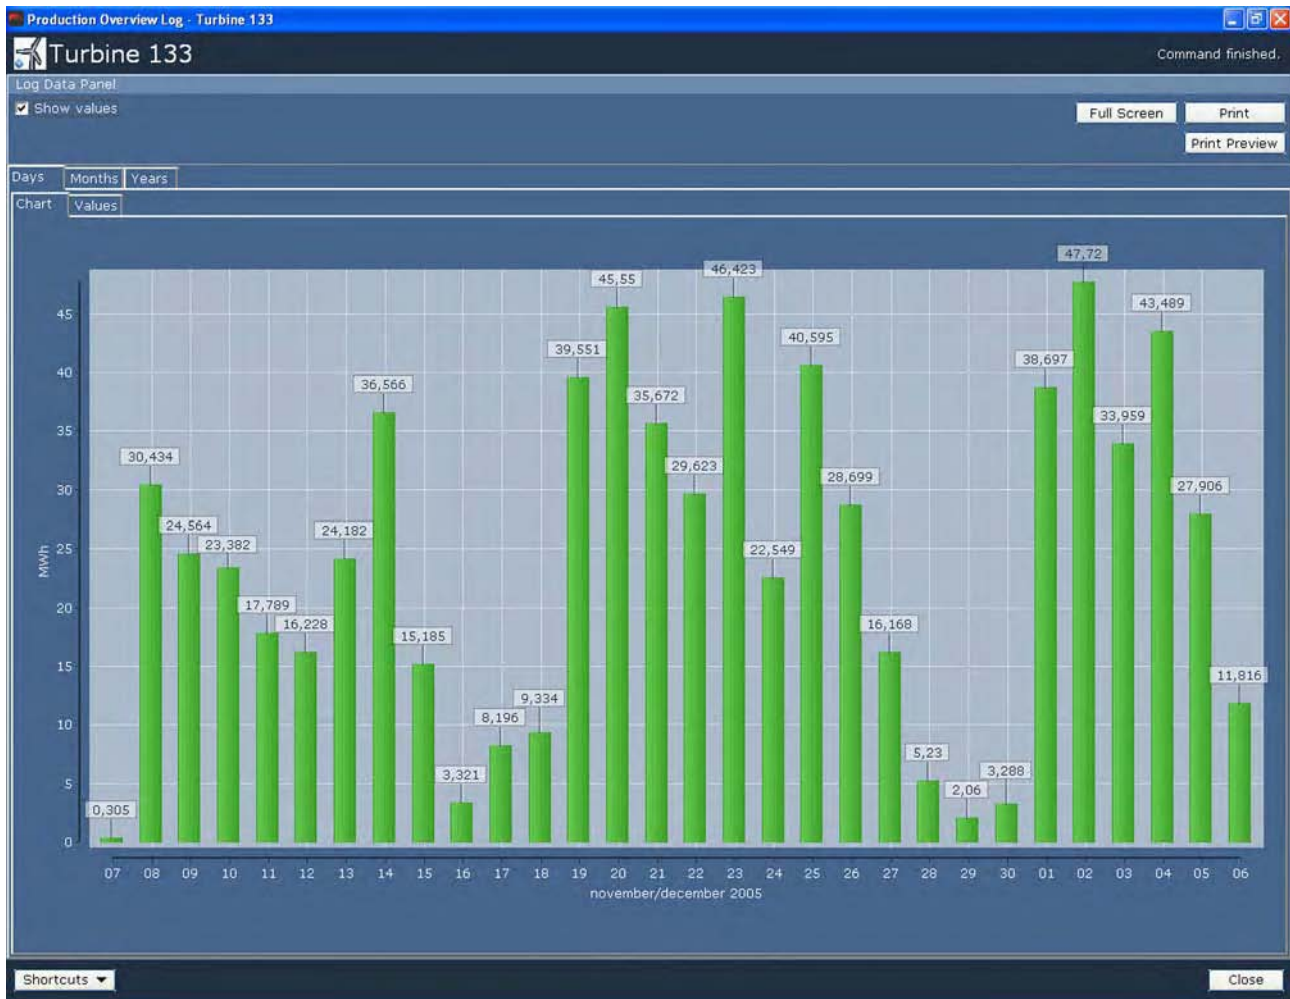 Production Overview Log - Turbine 133
Turbine 133
Command finished.
Log Data Panel
Show values
Full Screen
Print
Print Preview
Days
Months
Years
Chart
Values
47,72
46,423
45,55
43,489
45
40,595
39,551
38,697
40
36,566
35,672
33,959
35
30,434
29,623
28,699
27,906
30
24,564
24,182
23,382
22,549
25
MWh
20
17,789
16,228
16,168
15,185
15
11,816
10
9,334
8,196
5,23
5
3,321
3,288
2,06
0,305
0
07 08 09 10 11 12 13 14 15 16 17 18 19 20 21 22 23 24 25 26 27 28 29 30 01 02 03 04 05 06
november/december 2005
Shortcuts
Close